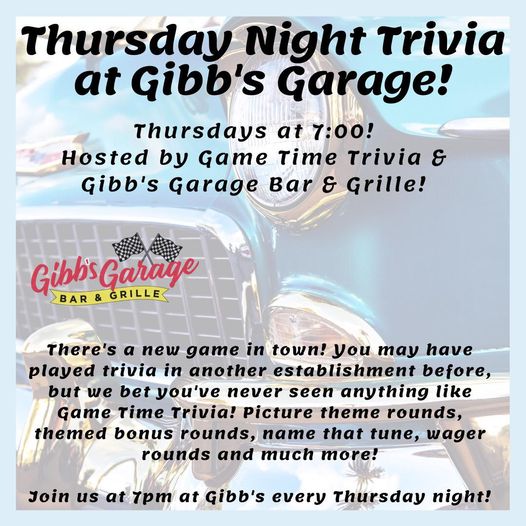 Thursday Night Trivia
at Gibb's Garage!
Thursdays at 7:00!
Hosted by Game Time Trivia &
Gibb's Garage Bar & Grille!
Gibb's Garage
BAR & GRILLE
There's a new game in town! You may have
played trivia in another establishment before,
but we bet you've never seen anything like
Game Time Trivia! Picture theme rounds,
themed bonus rounds, name that tune, wager
rounds and much more!
Join us at 7pm at Gibb's every Thursday night!